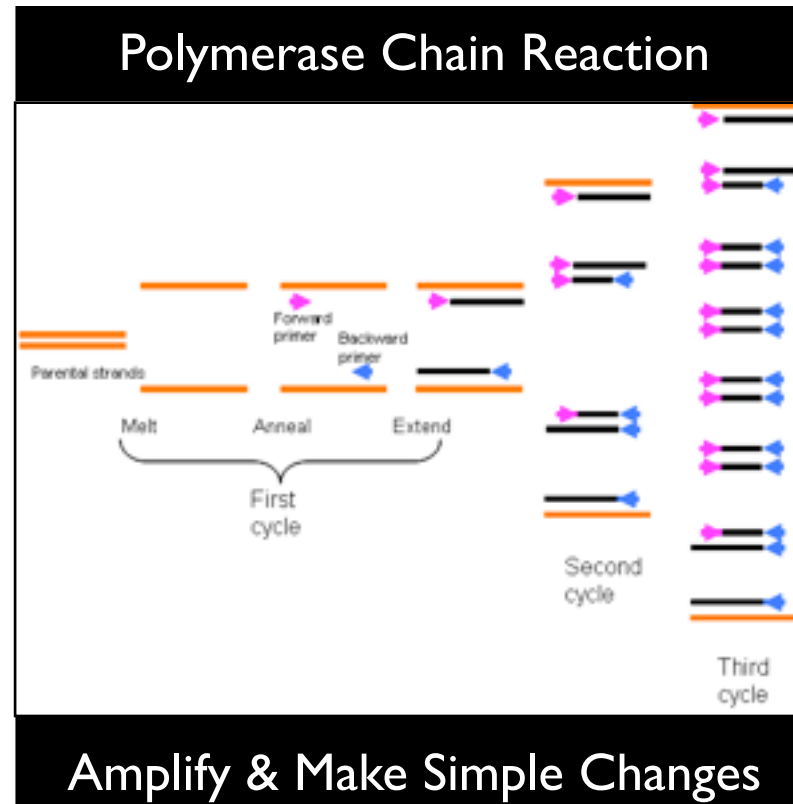 Polymerase Chain Reaction
Forward
primer
Backward
primer
Parental strands
Melt
Anneal
Extend
First
cycle
Second
cycle
Third
cycle
Amplify & Make Simple Changes